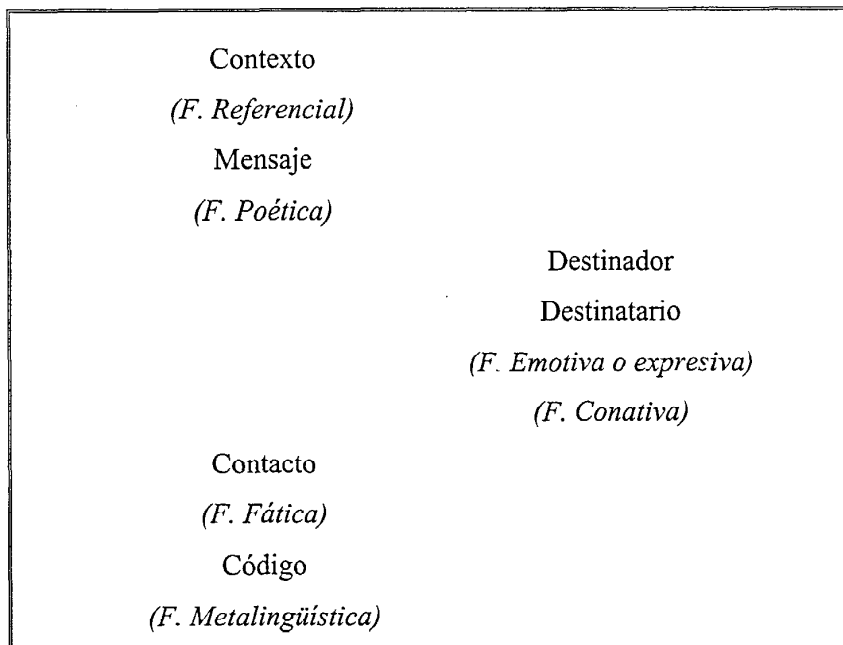 Contexto
(F. Referencial)
Mensaje
(F. Poética)
Destinador
Destinatario
(F. Emotiva o expresiva)
(F. Conativa)
Contacto
(F. Fática)
Código
(F. Metalingüística)